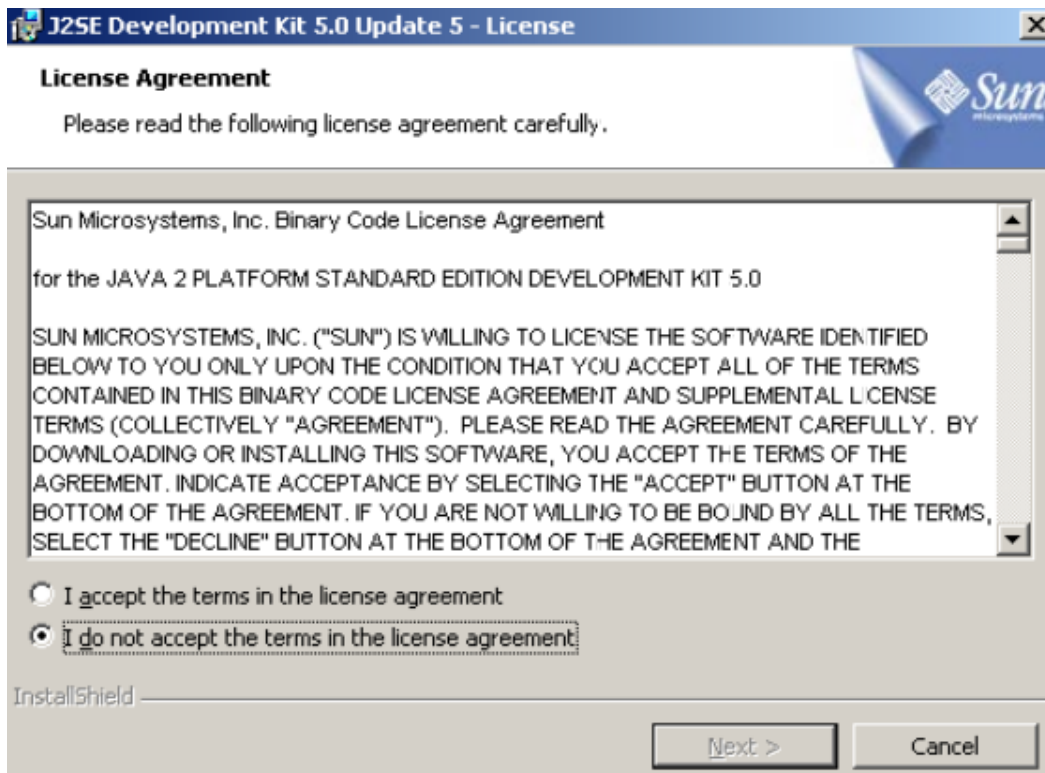 J2SE Development Kit 5.0 Update 5 - License
License Agreement
Please read the following license agreement carefully.
Sun
microsystems
Sun Microsystems, Inc. Binary Code License Agreement
for the JAVA 2 PLATFORM STANDARD EDITION DEVELOPMENT KIT 5.0
SUN MICROSYSTEMS, INC. ("SUN") IS WILLING TO LICENSE THE SOFTWARE IDENTIFIED
BELOW TO YOU ONLY UPON THE CONDITION THAT YOU ACCEPT ALL OF THE TERMS
CONTAINED IN THIS BINARY CODE LICENSE AGREEMENT AND SUPPLEMENTAL LICENSE
TERMS (COLLECTIVELY "AGREEMENT").  PLEASE READ THE AGREEMENT CAREFULLY.  BY
DOWNLOADING OR INSTALLING THIS SOFTWARE, YOU ACCEPT THE TERMS OF THE
AGREEMENT. INDICATE ACCEPTANCE BY SELECTING THE "ACCEPT" BUTTON AT THE
BOTTOM OF THE AGREEMENT. IF YOU ARE NOT WILLING TO BE BOUND BY ALL THE TERMS,
SELECT THE "DECLINE" BUTTON AT THE BOTTOM OF THE AGREEMENT AND THE
I accept the terms in the license agreement
I do not accept the terms in the license agreement
InstallShield
Next >
Cancel